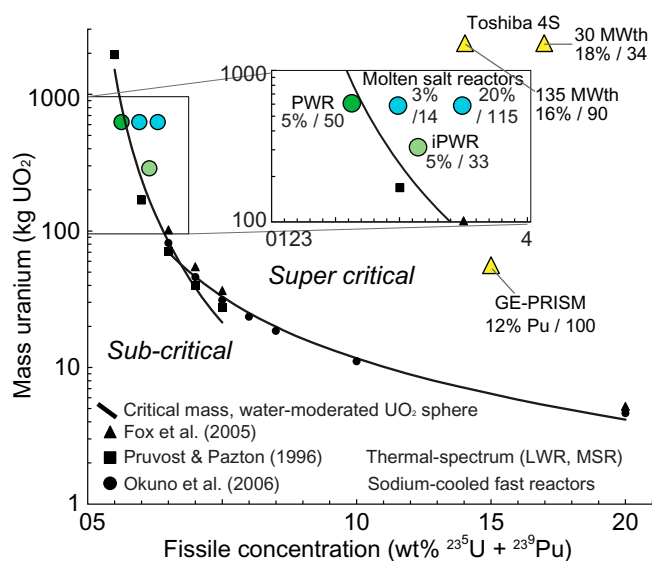 Toshiba 4S
30 MWth
18% / 34
135 MWth
16% / 90
1000
Molten salt reactors
PWR
5% / 50
3%
/14
20%
/115
iPWR
5% / 33
100
0123
4
1000
100
10
1
Mass uranium (kg UO₂)
Super critical
GE-PRISM
12% Pu / 100
Sub-critical
Critical mass, water-moderated UO₂ sphere
Fox et al. (2005)
Pruvost & Paxton (1996)
Thermal-spectrum (LWR, MSR)
Okuno et al. (2006)
Sodium-cooled fast reactors
05
10
15
20
Fissile concentration (wt% ²³⁵U + ²³⁹Pu)